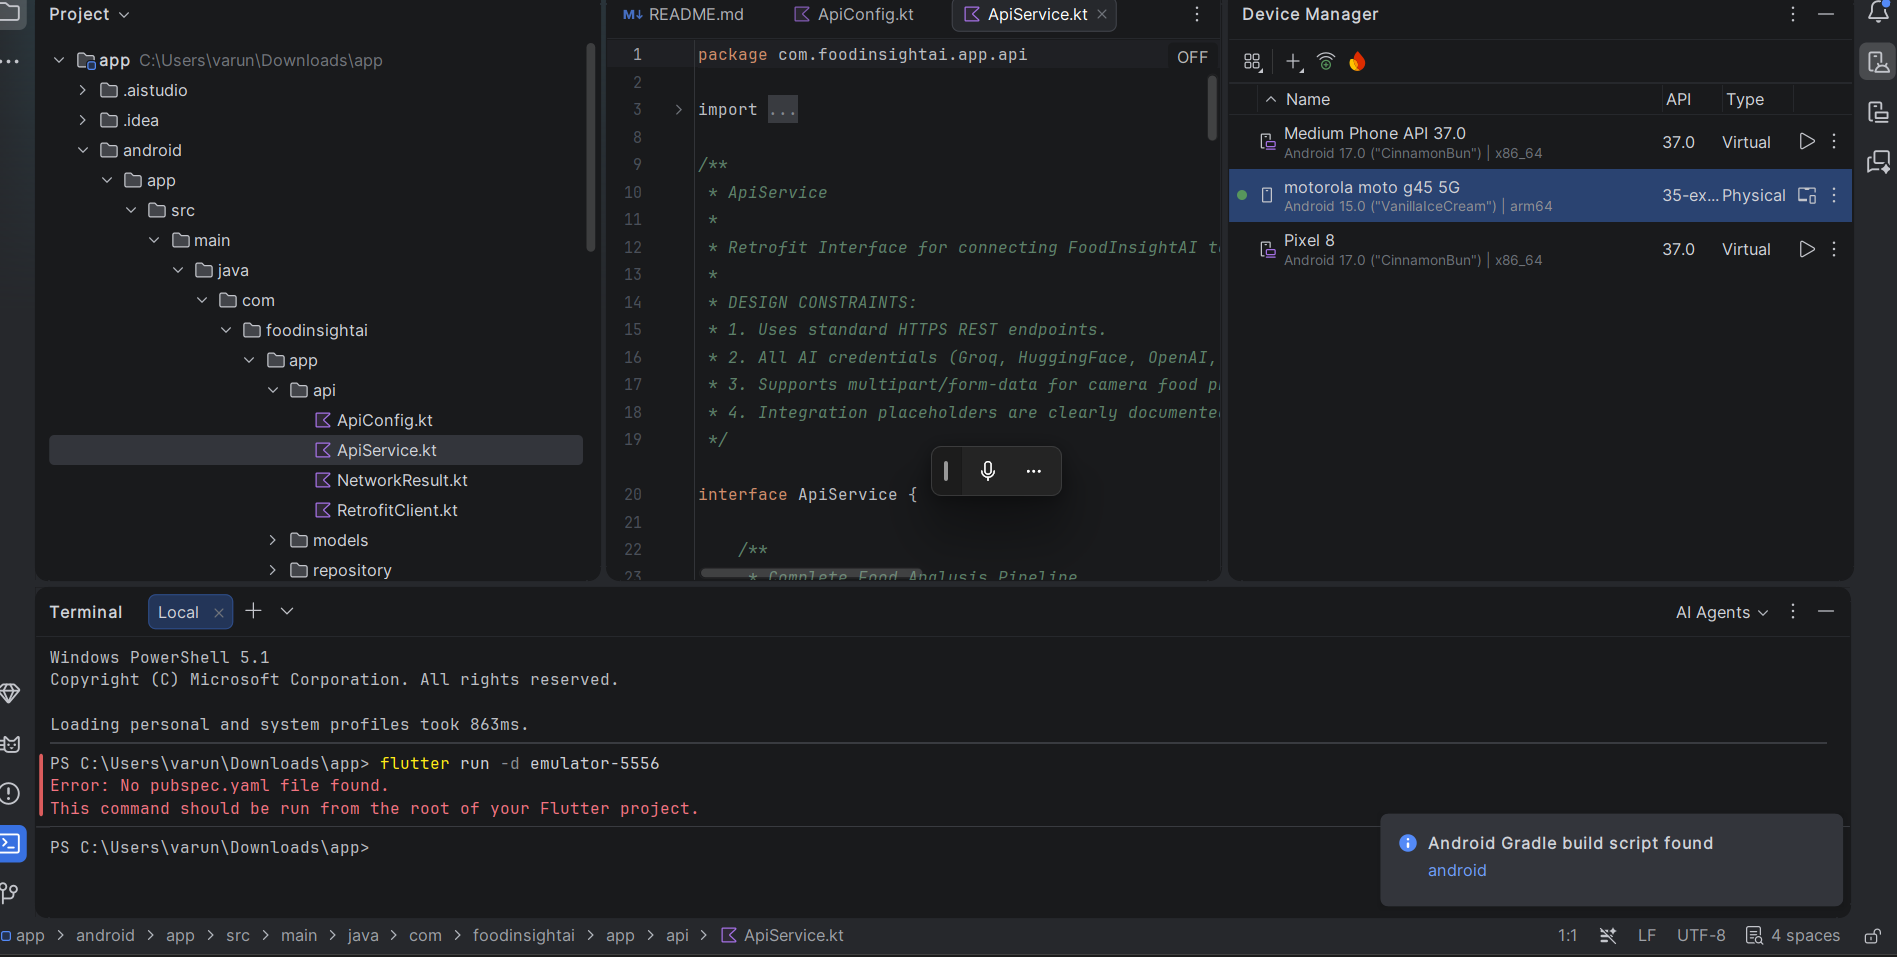 Project
app C:\Users\varun\Downloads\app
.aistudio
.idea
android
app
src
main
java
com
foodinsightai
app
api
ApiConfig.kt
ApiService.kt
NetworkResult.kt
RetrofitClient.kt
models
repository
M↓ README.md
ApiConfig.kt
ApiService.kt
OFF
1 package com.foodinsightai.app.api
2
3 import ...
8
9 /**
10 * ApiService
11 *
12 * Retrofit Interface for connecting FoodInsightAI t
13 *
14 * DESIGN CONSTRAINTS:
15 * 1. Uses standard HTTPS REST endpoints.
16 * 2. All AI credentials (Groq, HuggingFace, OpenAI,
17 * 3. Supports multipart/form-data for camera food p
18 * 4. Integration placeholders are clearly documente
19 */
20 interface ApiService {
21
22 /**
23 * Complete Food Analysis Pipeline
Device Manager
Name API Type
Medium Phone API 37.0
Android 17.0 ("CinnamonBun") | x86_64
37.0 Virtual
motorola moto g45 5G
Android 15.0 ("VanillaIceCream") | arm64
35-ex... Physical
Pixel 8
Android 17.0 ("CinnamonBun") | x86_64
37.0 Virtual
Terminal Local
AI Agents
Windows PowerShell 5.1
Copyright (C) Microsoft Corporation. All rights reserved.
Loading personal and system profiles took 863ms.
PS C:\Users\varun\Downloads\app> flutter run -d emulator-5556
Error: No pubspec.yaml file found.
This command should be run from the root of your Flutter project.
PS C:\Users\varun\Downloads\app>
Android Gradle build script found
android
app > android > app > src > main > java > com > foodinsightai > app > api > ApiService.kt
1:1 LF UTF-8 4 spaces